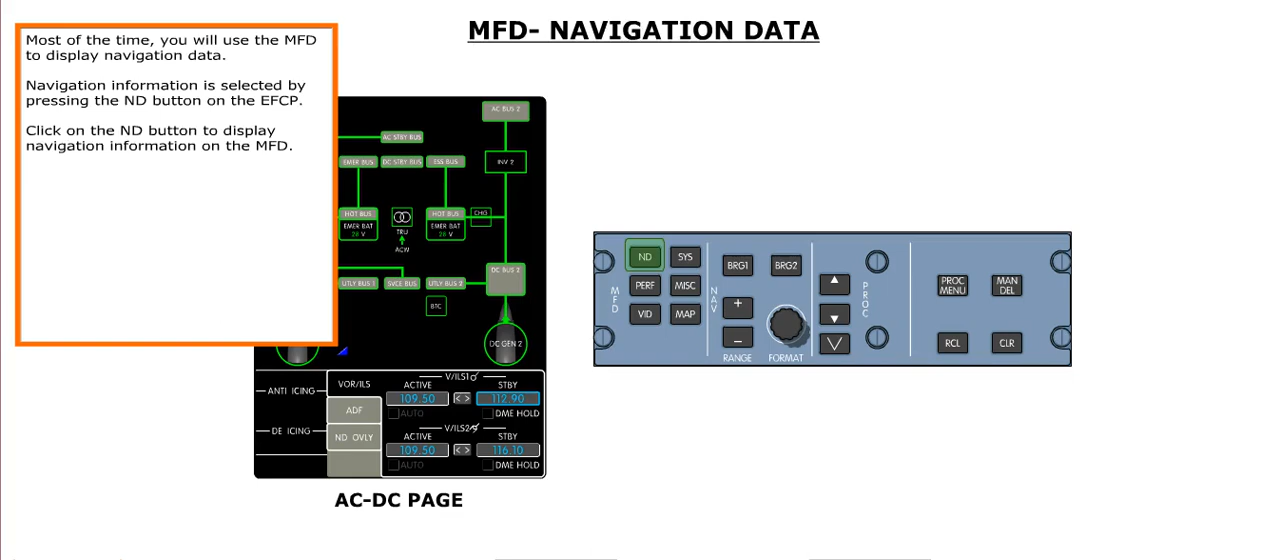 MFD- NAVIGATION DATA
Most of the time, you will use the MFD
to display navigation data.
Navigation information is selected by
pressing the ND button on the EFCP.
Click on the ND button to display
navigation information on the MFD.
AC BUS 2
AC STBY BUS
EMER BUS
DC STBY BUS
ESS BUS
INV 2
HOT BUS
EMER BAT
28 V
TRU
ACW
HOT BUS
EMER BAT
28 V
CHG
DC BUS 2
UTLY BUS 1
SVCE BUS
UTLY BUS 2
BTC
DC GEN 2
ANTI ICING
DE ICING
VOR/ILS
ADF
ND OVLY
V/ILS1
ACTIVE
STBY
109.50
< >
112.90
AUTO
DME HOLD
V/ILS2
ACTIVE
STBY
109.50
< >
116.10
AUTO
DME HOLD
AC-DC PAGE
MFD
ND
SYS
PERF
MISC
VID
MAP
NAV
BRG1
BRG2
+
–
RANGE
FORMAT
PROC
PROC
MENU
MAN
DEL
RCL
CLR